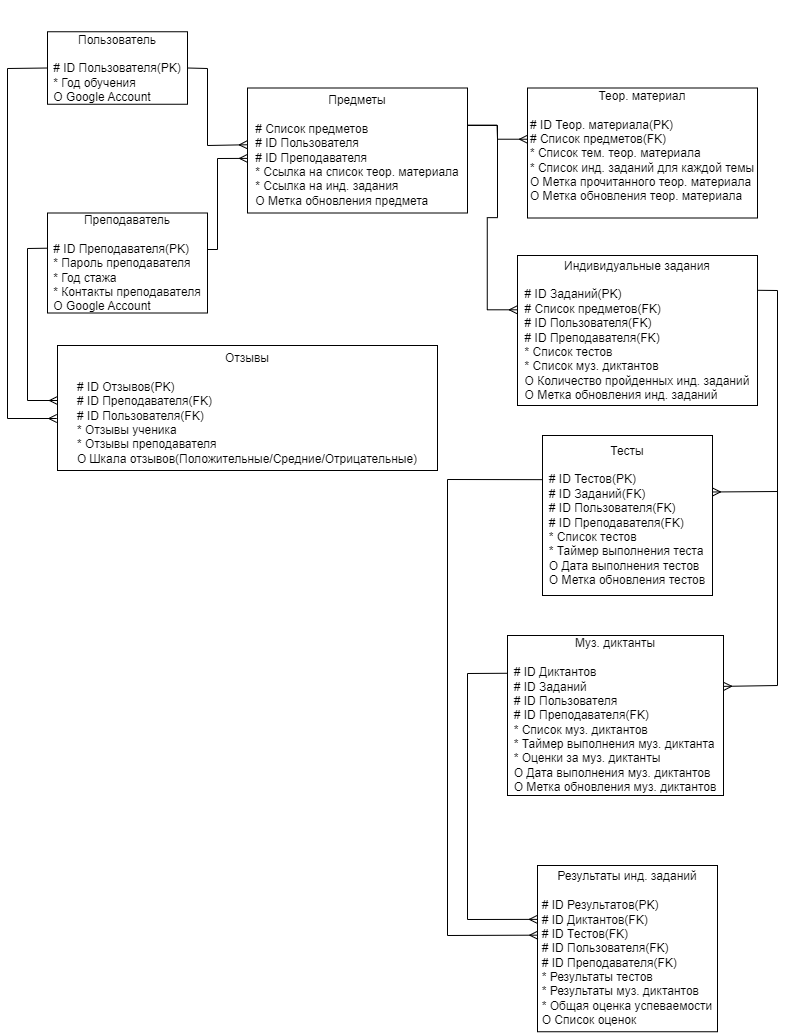 Пользователь
# ID Пользователя(PK)
* Год обучения
O Google Account
Предметы
# Список предметов
# ID Пользователя
# ID Преподавателя
* Ссылка на список теор. материала
* Ссылка на инд. задания
O Метка обновления предмета
Теор. материал
# ID Теор. материала(PK)
# Список предметов(FK)
* Список тем. теор. материала
* Список инд. заданий для каждой темы
O Метка прочитанного теор. материала
O Метка обновления теор. материала
Преподаватель
# ID Преподавателя(PK)
* Пароль преподавателя
* Год стажа
* Контакты преподавателя
O Google Account
Индивидуальные задания
# ID Заданий(PK)
# Список предметов(FK)
# ID Пользователя(FK)
# ID Преподавателя(FK)
* Список тестов
* Список муз. диктантов
O Количество пройденных инд. заданий
O Метка обновления инд. заданий
Отзывы
# ID Отзывов(PK)
# ID Преподавателя(FK)
# ID Пользователя(FK)
* Отзывы ученика
* Отзывы преподавателя
O Шкала отзывов(Положительные/Средние/Отрицательные)
Тесты
# ID Тестов(PK)
# ID Заданий(FK)
# ID Пользователя(FK)
# ID Преподавателя(FK)
* Список тестов
* Таймер выполнения теста
O Дата выполнения тестов
O Метка обновления тестов
Муз. диктанты
# ID Диктантов
# ID Заданий
# ID Пользователя
# ID Преподавателя(FK)
* Список муз. диктантов
* Таймер выполнения муз. диктанта
* Оценки за муз. диктанты
O Дата выполнения муз. диктантов
O Метка обновления муз. диктантов
Результаты инд. заданий
# ID Результатов(PK)
# ID Диктантов(FK)
# ID Тестов(FK)
# ID Пользователя(FK)
# ID Преподавателя(FK)
* Результаты тестов
* Результаты муз. диктантов
* Общая оценка успеваемости
O Список оценок